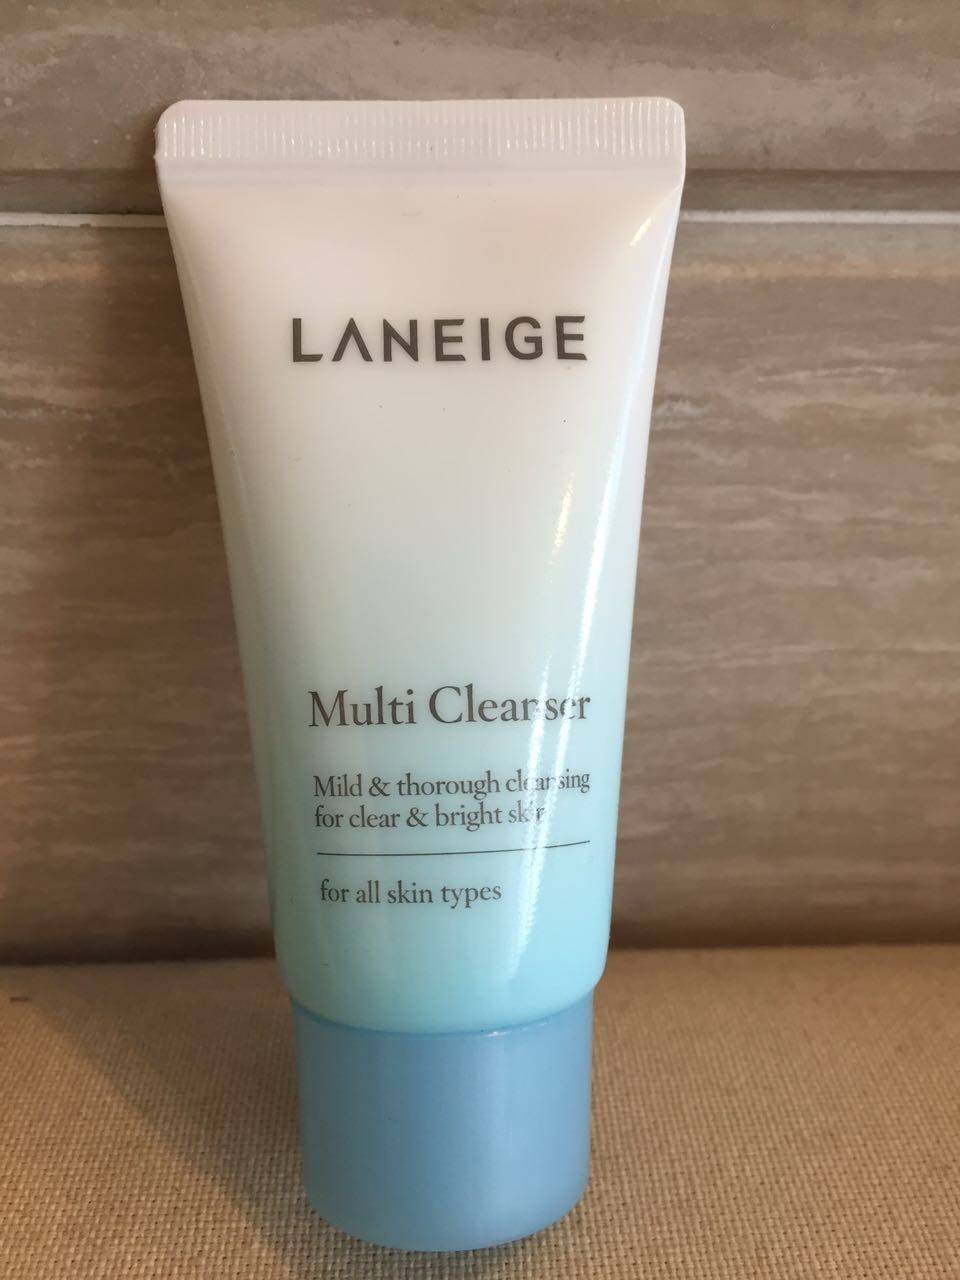 LANEIGE
Multi Cleanser
Mild & thorough cleansing
for clear & bright skin
for all skin types